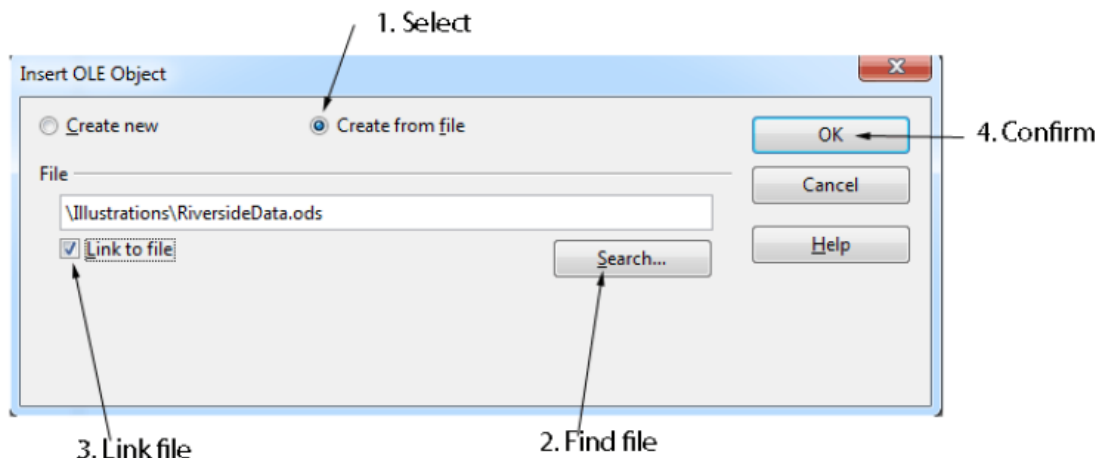 1. Select
Insert OLE Object
Create new
Create from file
OK
4. Confirm
File
Cancel
\Illustrations\RiversideData.ods
Link to file
Search...
Help
3. Link file
2. Find file